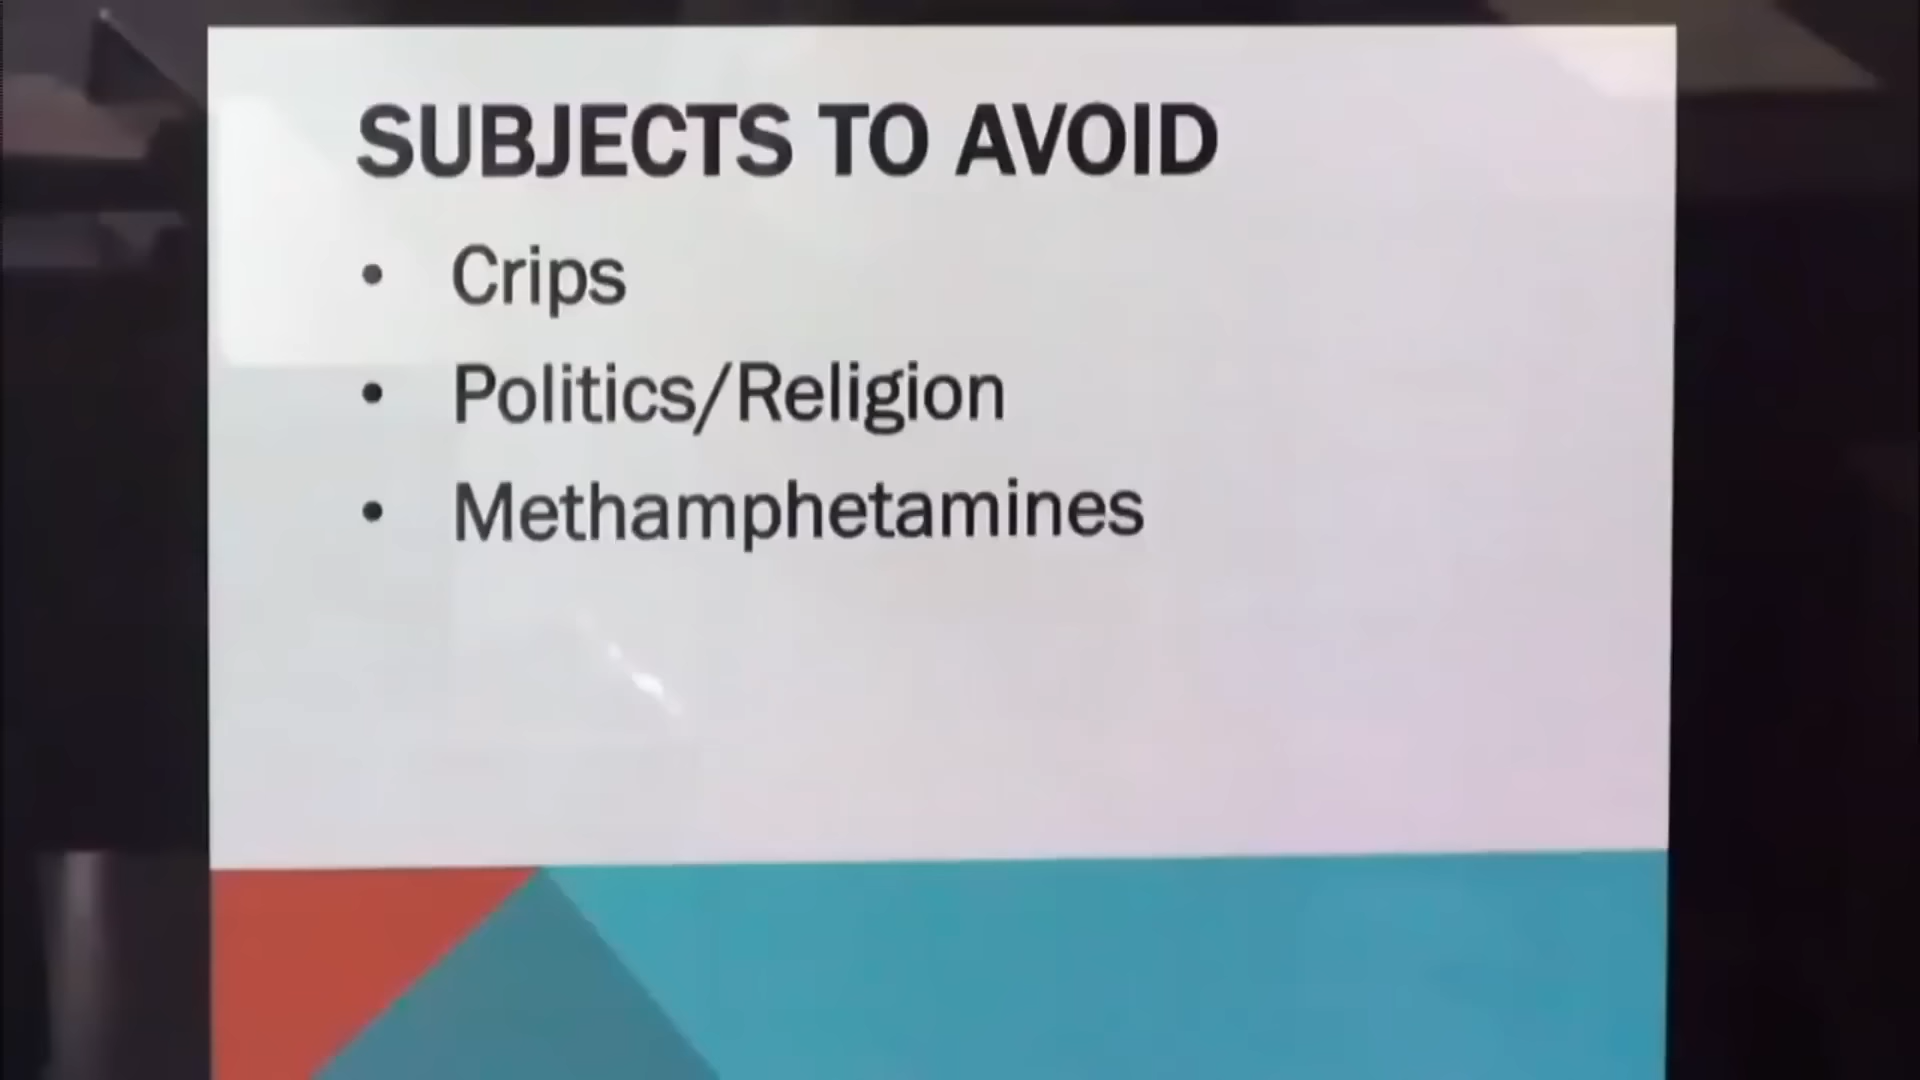 SUBJECTS TO AVOID
• Crips
• Politics/Religion
• Methamphetamines